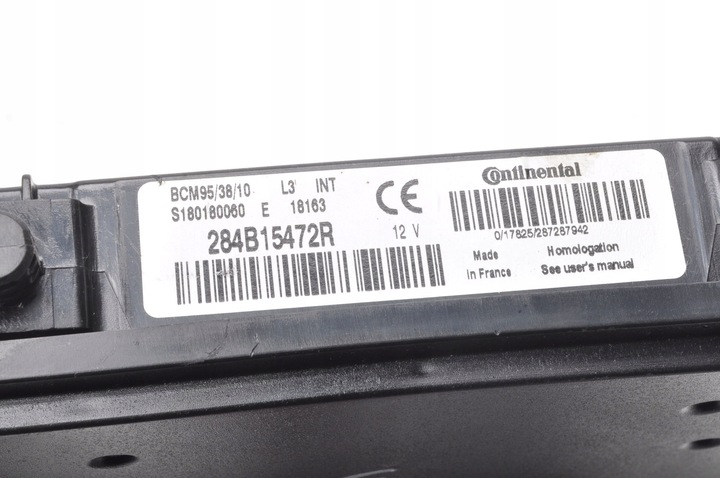 BCM95/38/10 L3 INT
S180180060 E 18163
284B15472R
CE
12 V
Continental
0/17825/287287942
Made
in France
Homologation
See user's manual